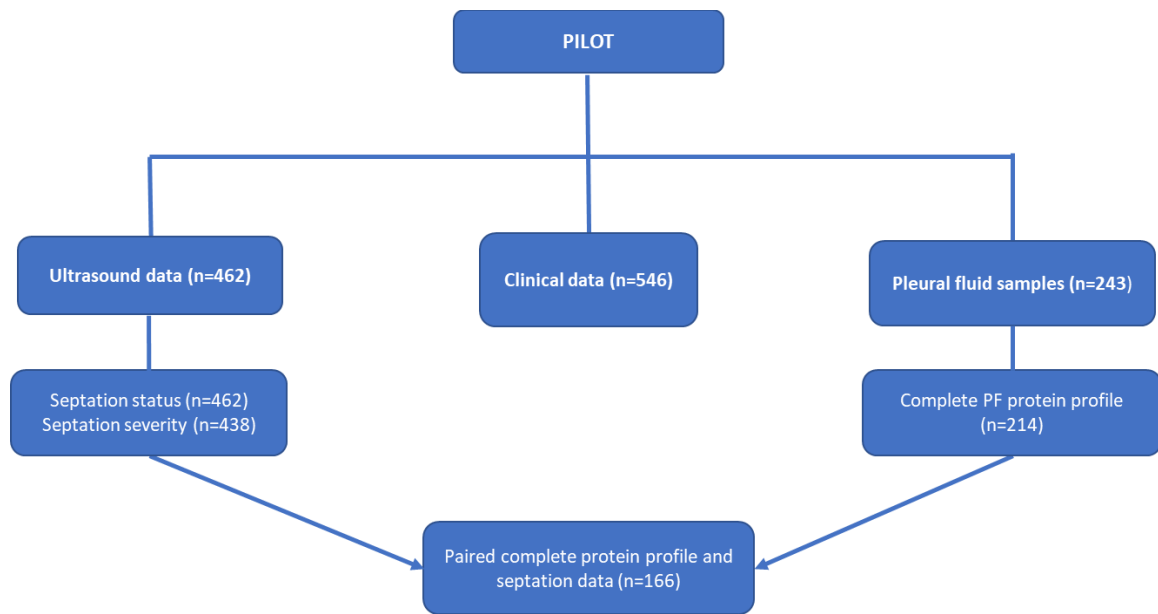 PILOT
Ultrasound data (n=462)
Clinical data (n=546)
Pleural fluid samples (n=243)
Septation status (n=462)
Septation severity (n=438)
Complete PF protein profile
(n=214)
Paired complete protein profile and
septation data (n=166)